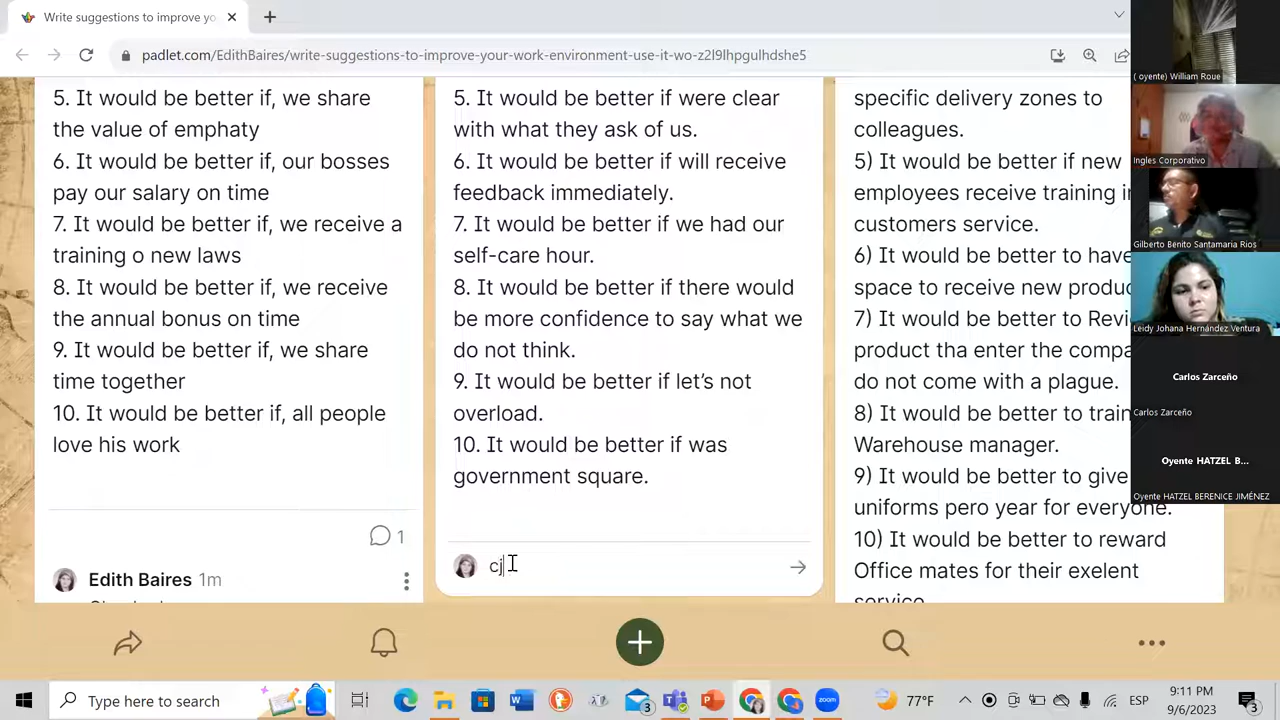 Write suggestions to improve yo
padlet.com/EdithBaires/write-suggestions-to-improve-your-work-environment-use-it-wo-z2l9lhpgulhdshe5
5. It would be better if, we share
the value of emphaty
6. It would be better if, our bosses
pay our salary on time
7. It would be better if, we receive a
training o new laws
8. It would be better if, we receive
the annual bonus on time
9. It would be better if, we share
time together
10. It would be better if, all people
love his work
1
Edith Baires 1m
5. It would be better if were clear
with what they ask of us.
6. It would be better if will receive
feedback immediately.
7. It would be better if we had our
self-care hour.
8. It would be better if there would
be more confidence to say what we
do not think.
9. It would be better if let's not
overload.
10. It would be better if was
government square.
cj
specific delivery zones to
colleagues.
5) It would be better if new
employees receive training in
customers service.
6) It would be better to have
space to receive new produc
7) It would be better to Revi
product tha enter the compa
do not come with a plague.
8) It would be better to train
Warehouse manager.
9) It would be better to give
uniforms pero year for everyone.
10) It would be better to reward
Office mates for their exelent
service
( oyente) William Roue
Ingles Corporativo
Gilberto Benito Santamaria Rios
Leidy Johana Hernández Ventura
Carlos Zarceño
Carlos Zarceño
Oyente HATZEL B...
Oyente HATZEL BERENICE JIMÉNEZ
Type here to search
3
77°F
ESP
9:11 PM
9/6/2023
3